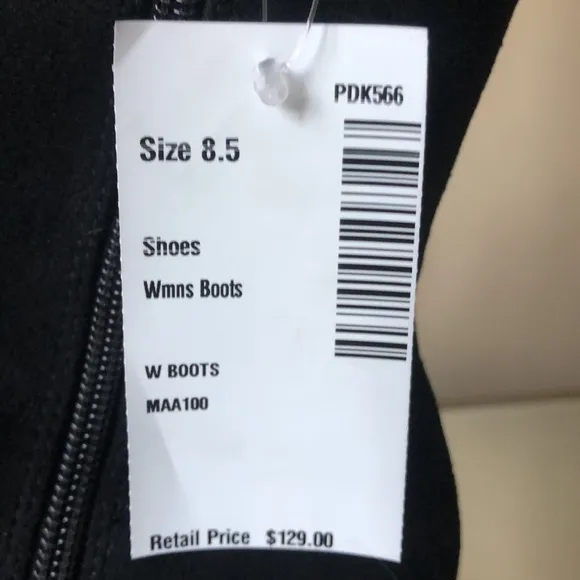 PDK566
Size 8.5
Shoes
Wmns Boots
W BOOTS
MAA100
Retail Price $129.00